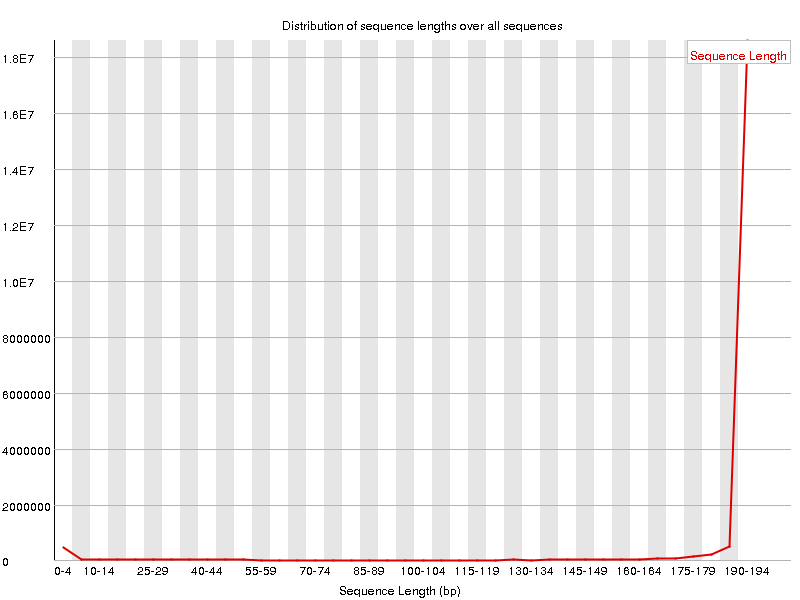 Distribution of sequence lengths over all sequences
Sequence Length
1.8E7
1.6E7
1.4E7
1.2E7
1.0E7
8000000
6000000
4000000
2000000
0
0-4 10-14 25-29 40-44 55-59 70-74 85-89 100-104 115-119 130-134 145-149 160-164 175-179 190-194
Sequence Length (bp)